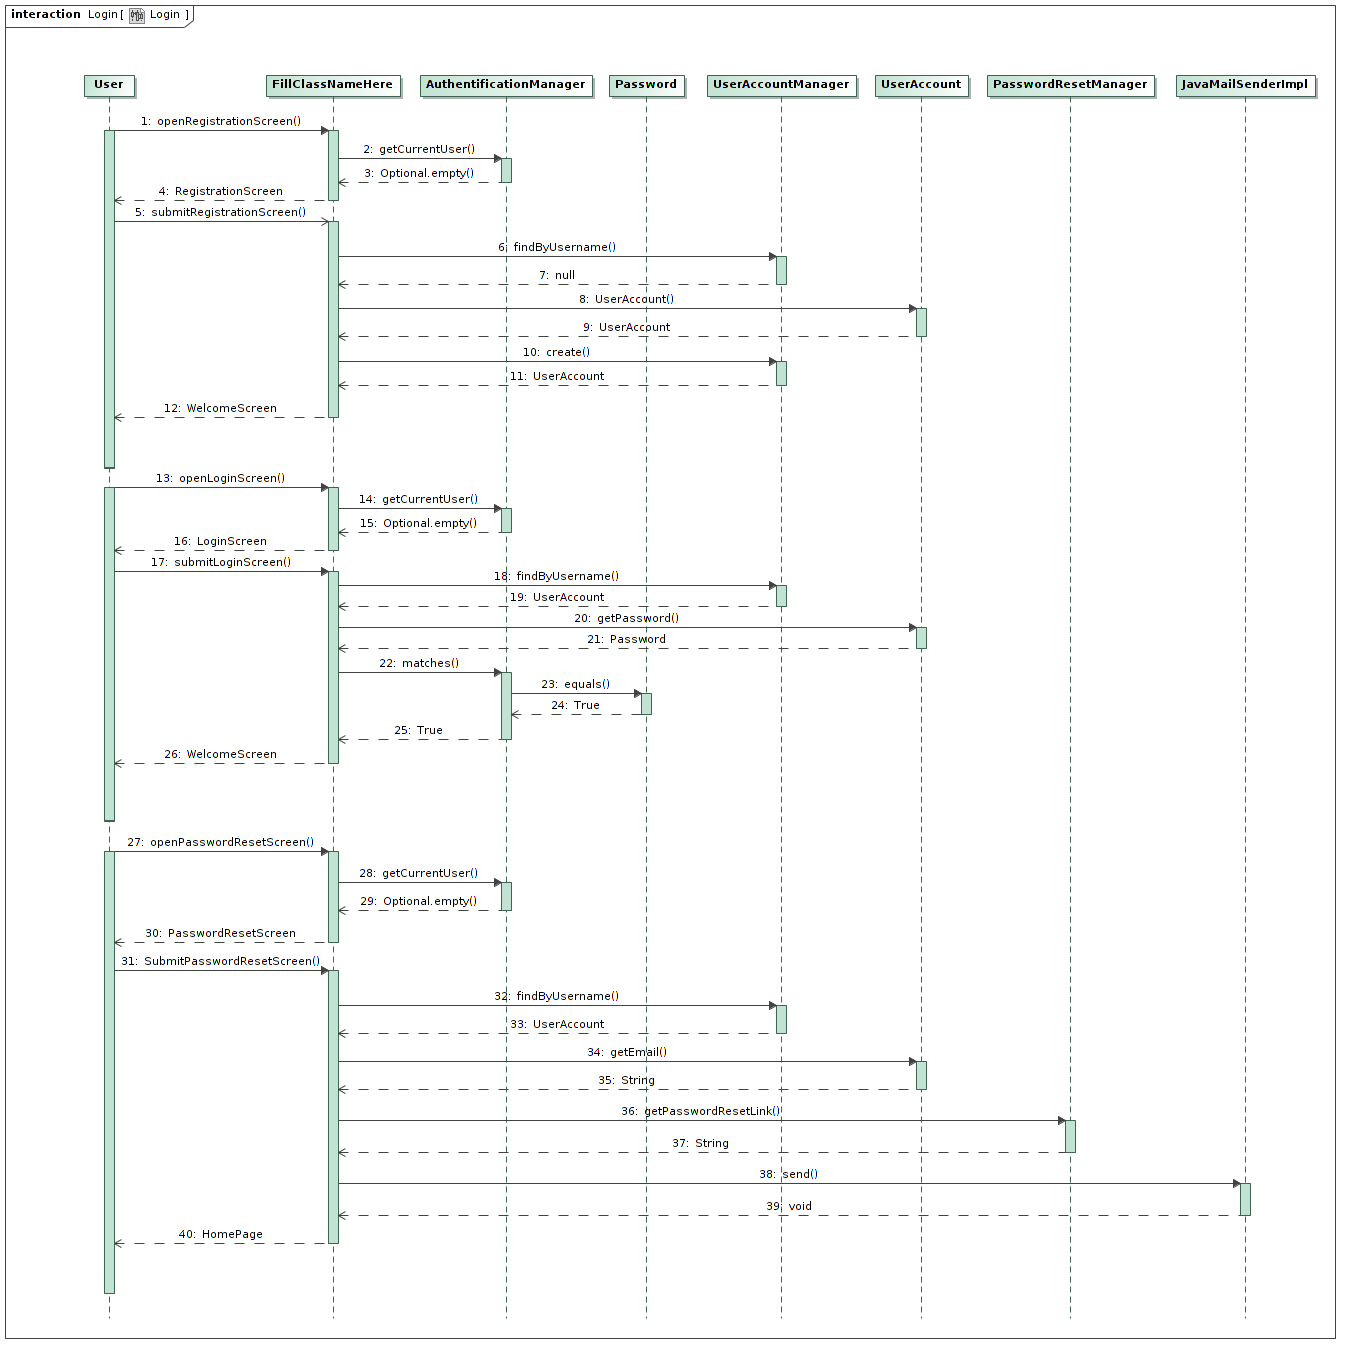 interaction Login [ Login ]
User
FillClassNameHere
AuthentificationManager
Password
UserAccountManager
UserAccount
PasswordResetManager
JavaMailSenderImpl
1: openRegistrationScreen()
2: getCurrentUser()
3: Optional.empty()
4: RegistrationScreen
5: submitRegistrationScreen()
6: findByUsername()
7: null
8: UserAccount()
9: UserAccount
10: create()
11: UserAccount
12: WelcomeScreen
13: openLoginScreen()
14: getCurrentUser()
15: Optional.empty()
16: LoginScreen
17: submitLoginScreen()
18: findByUsername()
19: UserAccount
20: getPassword()
21: Password
22: matches()
23: equals()
24: True
25: True
26: WelcomeScreen
27: openPasswordResetScreen()
28: getCurrentUser()
29: Optional.empty()
30: PasswordResetScreen
31: SubmitPasswordResetScreen()
32: findByUsername()
33: UserAccount
34: getEmail()
35: String
36: getPasswordResetLink()
37: String
38: send()
39: void
40: HomePage